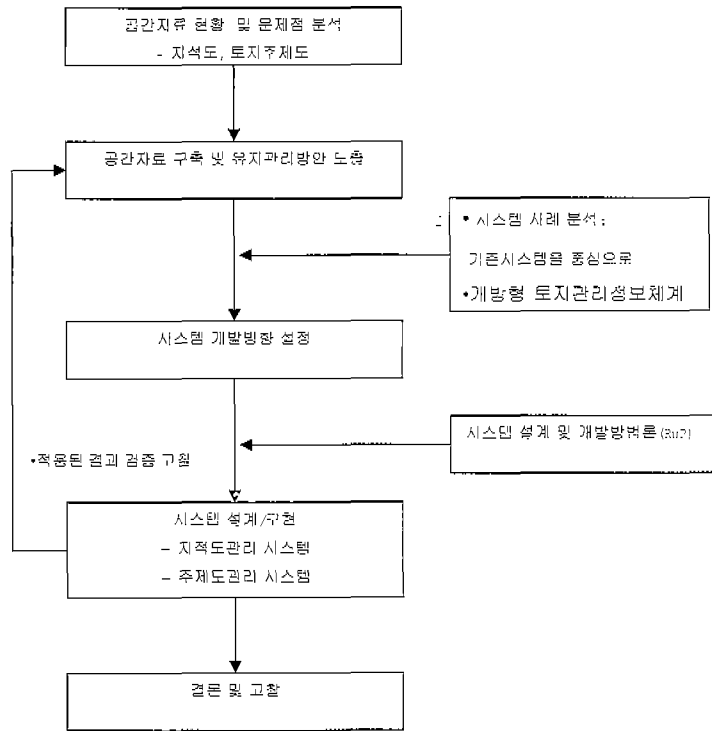 공간자료 현황 및 문제점 분석
- 지적도, 토지주제도
공간자료 구축 및 유지관리방안 도출
• 시스템 사례 분석;
기존시스템을 중심으로
•개방형 토지관리정보체계
시스템 개발방향 설정
시스템 설계 및 개발방법론 (RUP)
•적용된 결과 검증 고찰
시스템 설계/구현
- 지적도관리 시스템
- 주제도관리 시스템
결론 및 고찰